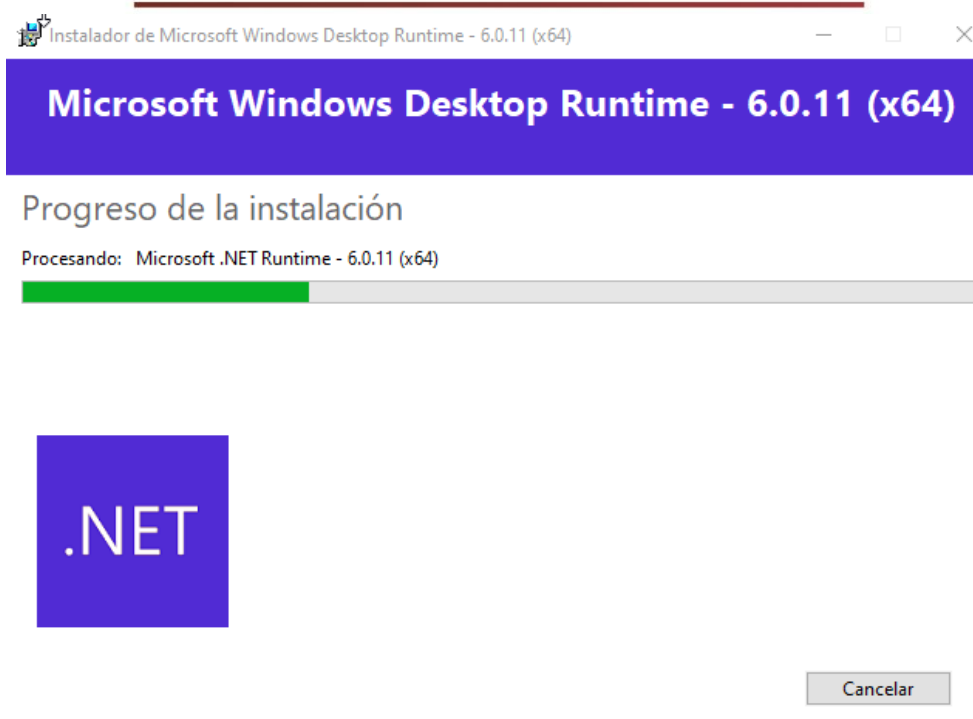 Instalador de Microsoft Windows Desktop Runtime - 6.0.11 (x64)
Microsoft Windows Desktop Runtime - 6.0.11 (x64)
Progreso de la instalación
Procesando: Microsoft .NET Runtime - 6.0.11 (x64)
.NET
Cancelar